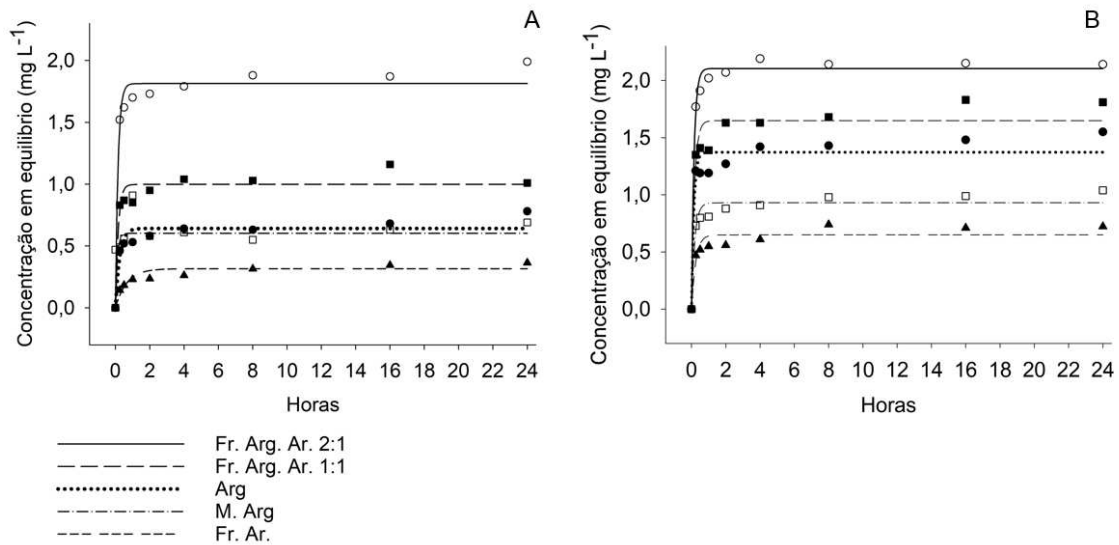 A
Concentração em equilibrio (mg L-1)
2,0
1,5
1,0
0,5
0,0
0 2 4 6 8 10 12 14 16 18 20 22 24
Horas
B
Concentração em equilibrio (mg L-1)
2,0
1,5
1,0
0,5
0,0
0 2 4 6 8 10 12 14 16 18 20 22 24
Horas
Fr. Arg. Ar. 2:1
Fr. Arg. Ar. 1:1
Arg
M. Arg
Fr. Ar.